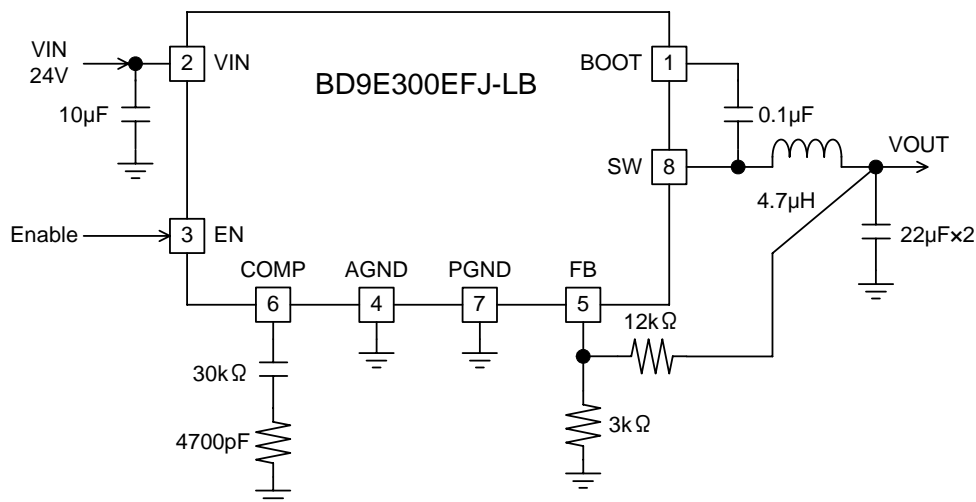 VIN
24V
2
VIN
BD9E300EFJ-LB
BOOT
1
10µF
0.1µF
SW
8
VOUT
4.7µH
Enable
3
EN
22µF×2
COMP
AGND
PGND
FB
6
4
7
5
12kΩ
30kΩ
3kΩ
4700pF